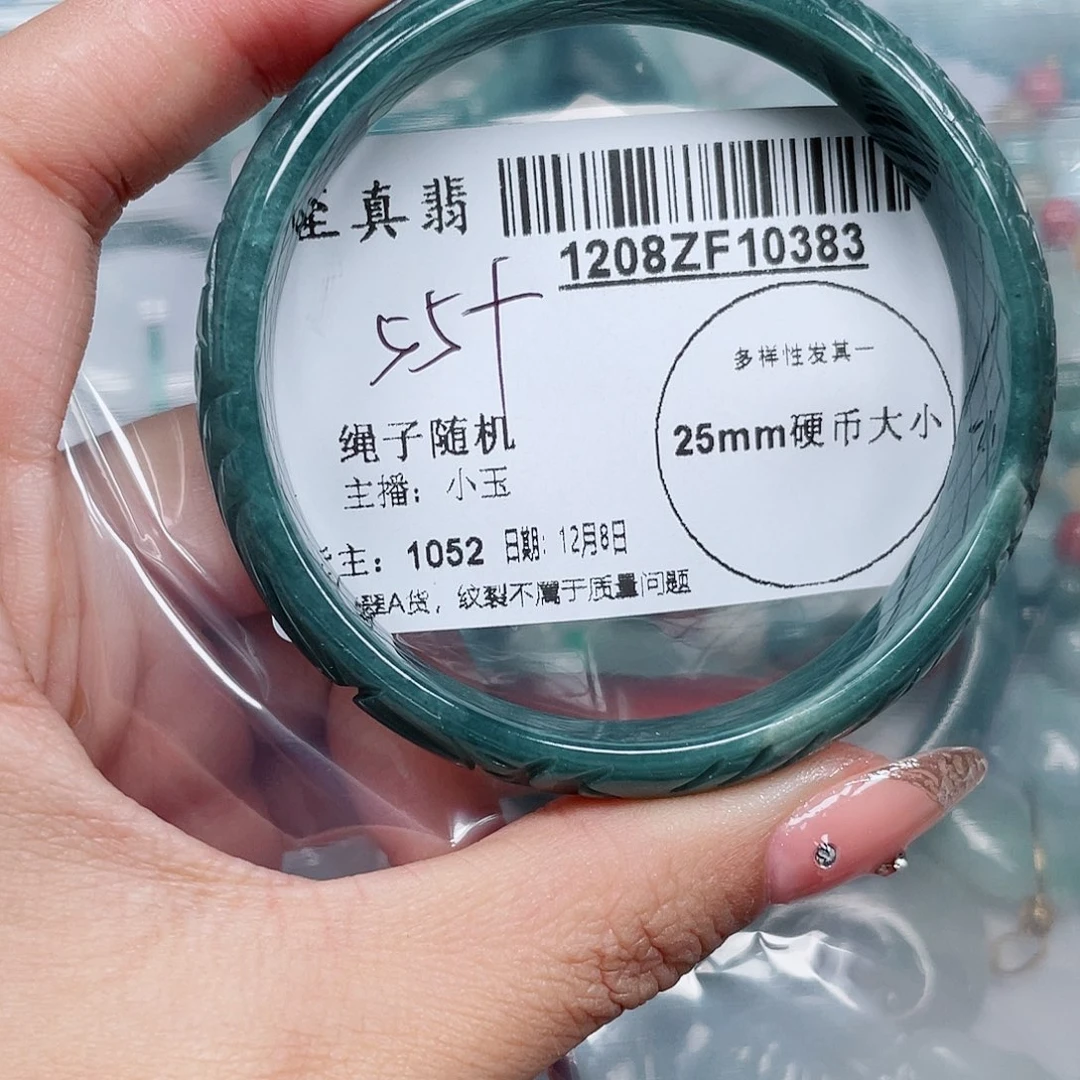 真翡
1208ZF10383
55+
多样性发其一
25mm硬币大小
绳子随机
主播：小玉
主：1052 日期：12月8日
A货，纹裂不属于质量问题